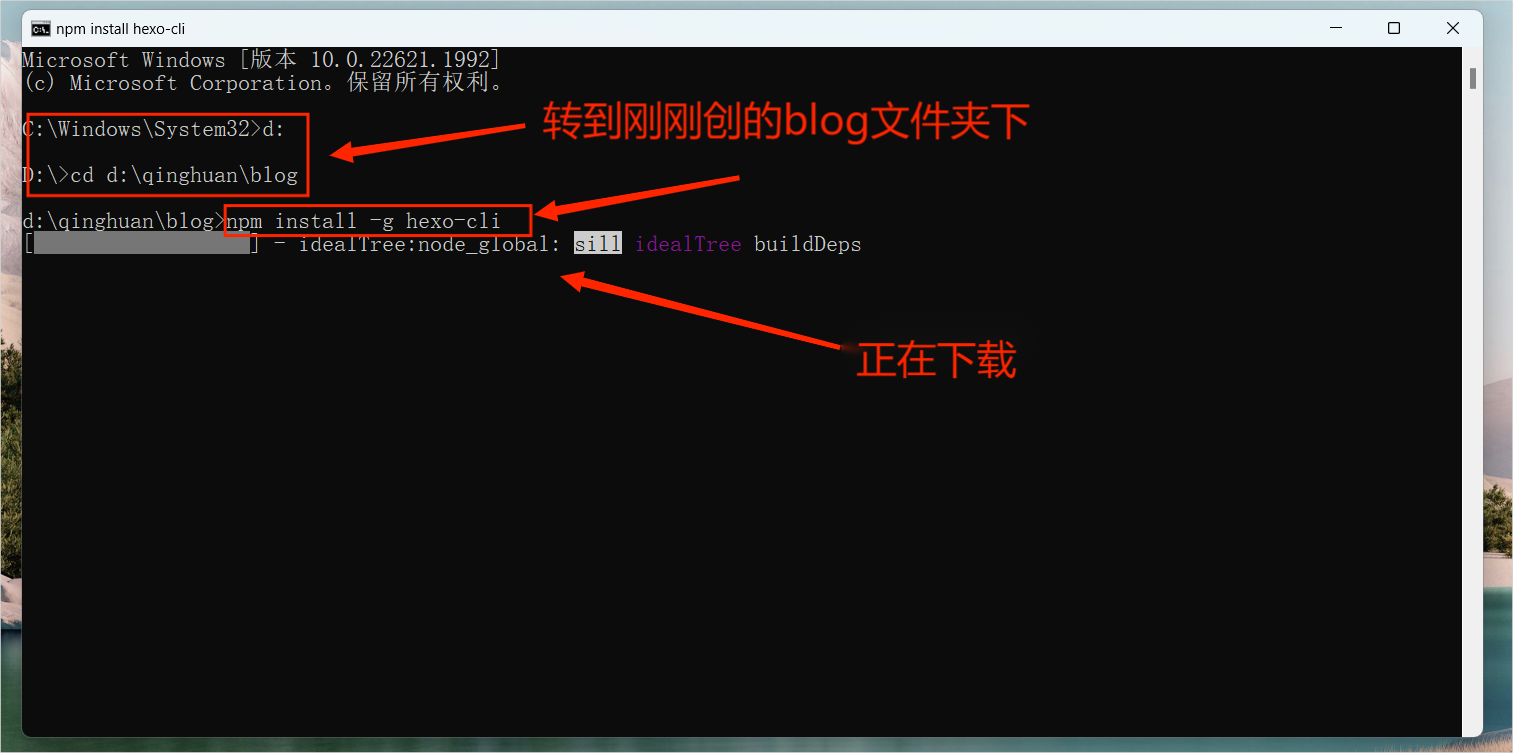 npm install hexo-cli
Microsoft Windows [版本 10.0.22621.1992]
(c) Microsoft Corporation。保留所有权利。
C:\Windows\System32>d:
转到刚刚创的blog文件夹下
D:\>cd d:\qinghuan\blog
d:\qinghuan\blog>npm install -g hexo-cli
[                  ] - idealTree:node_global: sill idealTree buildDeps
正在下载